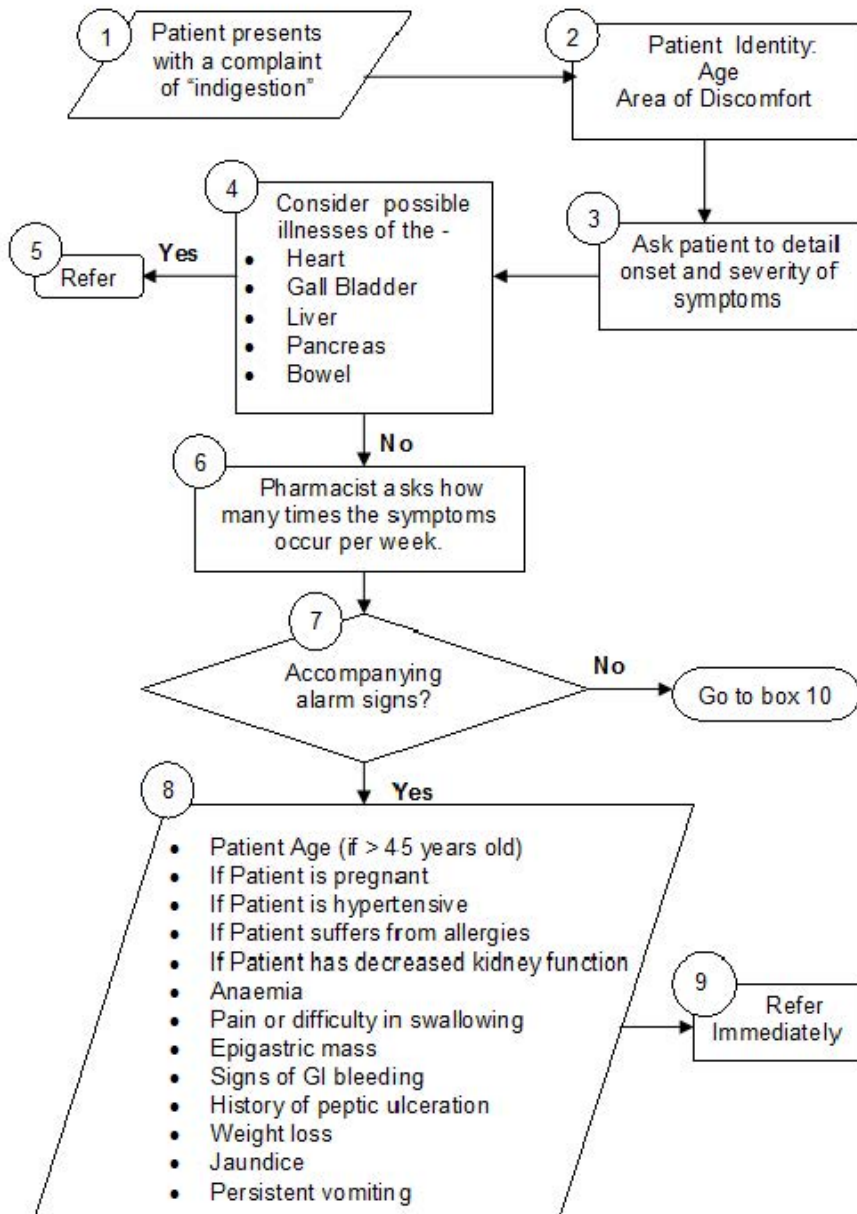 1
Patient presents
with a complaint
of “indigestion”
2
Patient Identity:
Age
Area of Discomfort
3
Ask patient to detail
onset and severity of
symptoms
4
Consider possible
illnesses of the -
• Heart
• Gall Bladder
• Liver
• Pancreas
• Bowel
Yes
5
Refer
No
6
Pharmacist asks how
many times the symptoms
occur per week.
7
Accompanying
alarm signs?
No
Go to box 10
Yes
8
• Patient Age (if > 45 years old)
• If Patient is pregnant
• If Patient is hypertensive
• If Patient suffers from allergies
• If Patient has decreased kidney function
• Anaemia
• Pain or difficulty in swallowing
• Epigastric mass
• Signs of GI bleeding
• History of peptic ulceration
• Weight loss
• Jaundice
• Persistent vomiting
9
Refer
Immediately